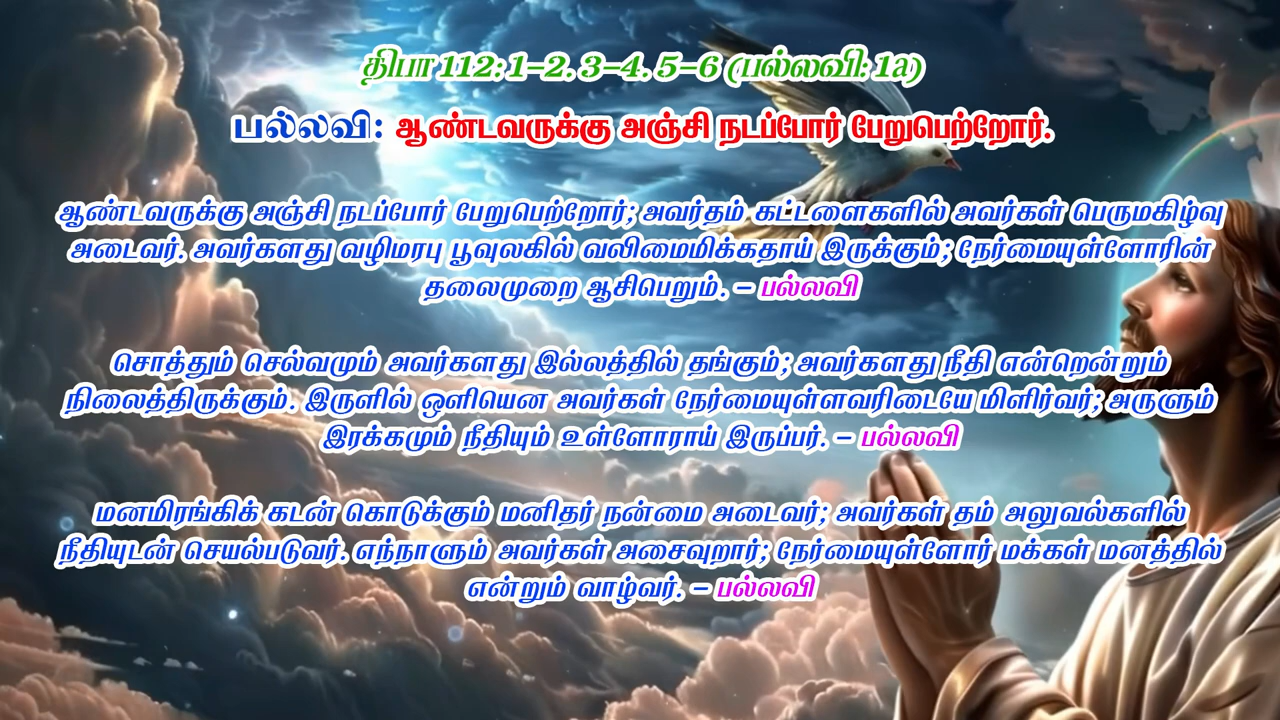 திபா 112: 1-2. 3-4. 5-6 (பல்லவி: 1a)
பல்லவி: ஆண்டவருக்கு அஞ்சி நடப்போர் பேறுபெற்றோர்.
ஆண்டவருக்கு அஞ்சி நடப்போர் பேறுபெற்றோர்; அவர்தம் கட்டளைகளில் அவர்கள் பெருமகிழ்வு
அடைவர். அவர்களது வழிமரபு பூவுலகில் வலிமைமிக்கதாய் இருக்கும்; நேர்மையுள்ளோரின்
தலைமுறை ஆசிபெறும். – பல்லவி
சொத்தும் செல்வமும் அவர்களது இல்லத்தில் தங்கும்; அவர்களது நீதி என்றென்றும்
நிலைத்திருக்கும். இருளில் ஒளியென அவர்கள் நேர்மையுள்ளவரிடையே மிளிர்வர்; அருளும்
இரக்கமும் நீதியும் உள்ளோராய் இருப்பர். – பல்லவி
மனமிரங்கிக் கடன் கொடுக்கும் மனிதர் நன்மை அடைவர்; அவர்கள் தம் அலுவல்களில்
நீதியுடன் செயல்படுவர். எந்நாளும் அவர்கள் அசைவுறார்; நேர்மையுள்ளோர் மக்கள் மனத்தில்
என்றும் வாழ்வர். – பல்லவி